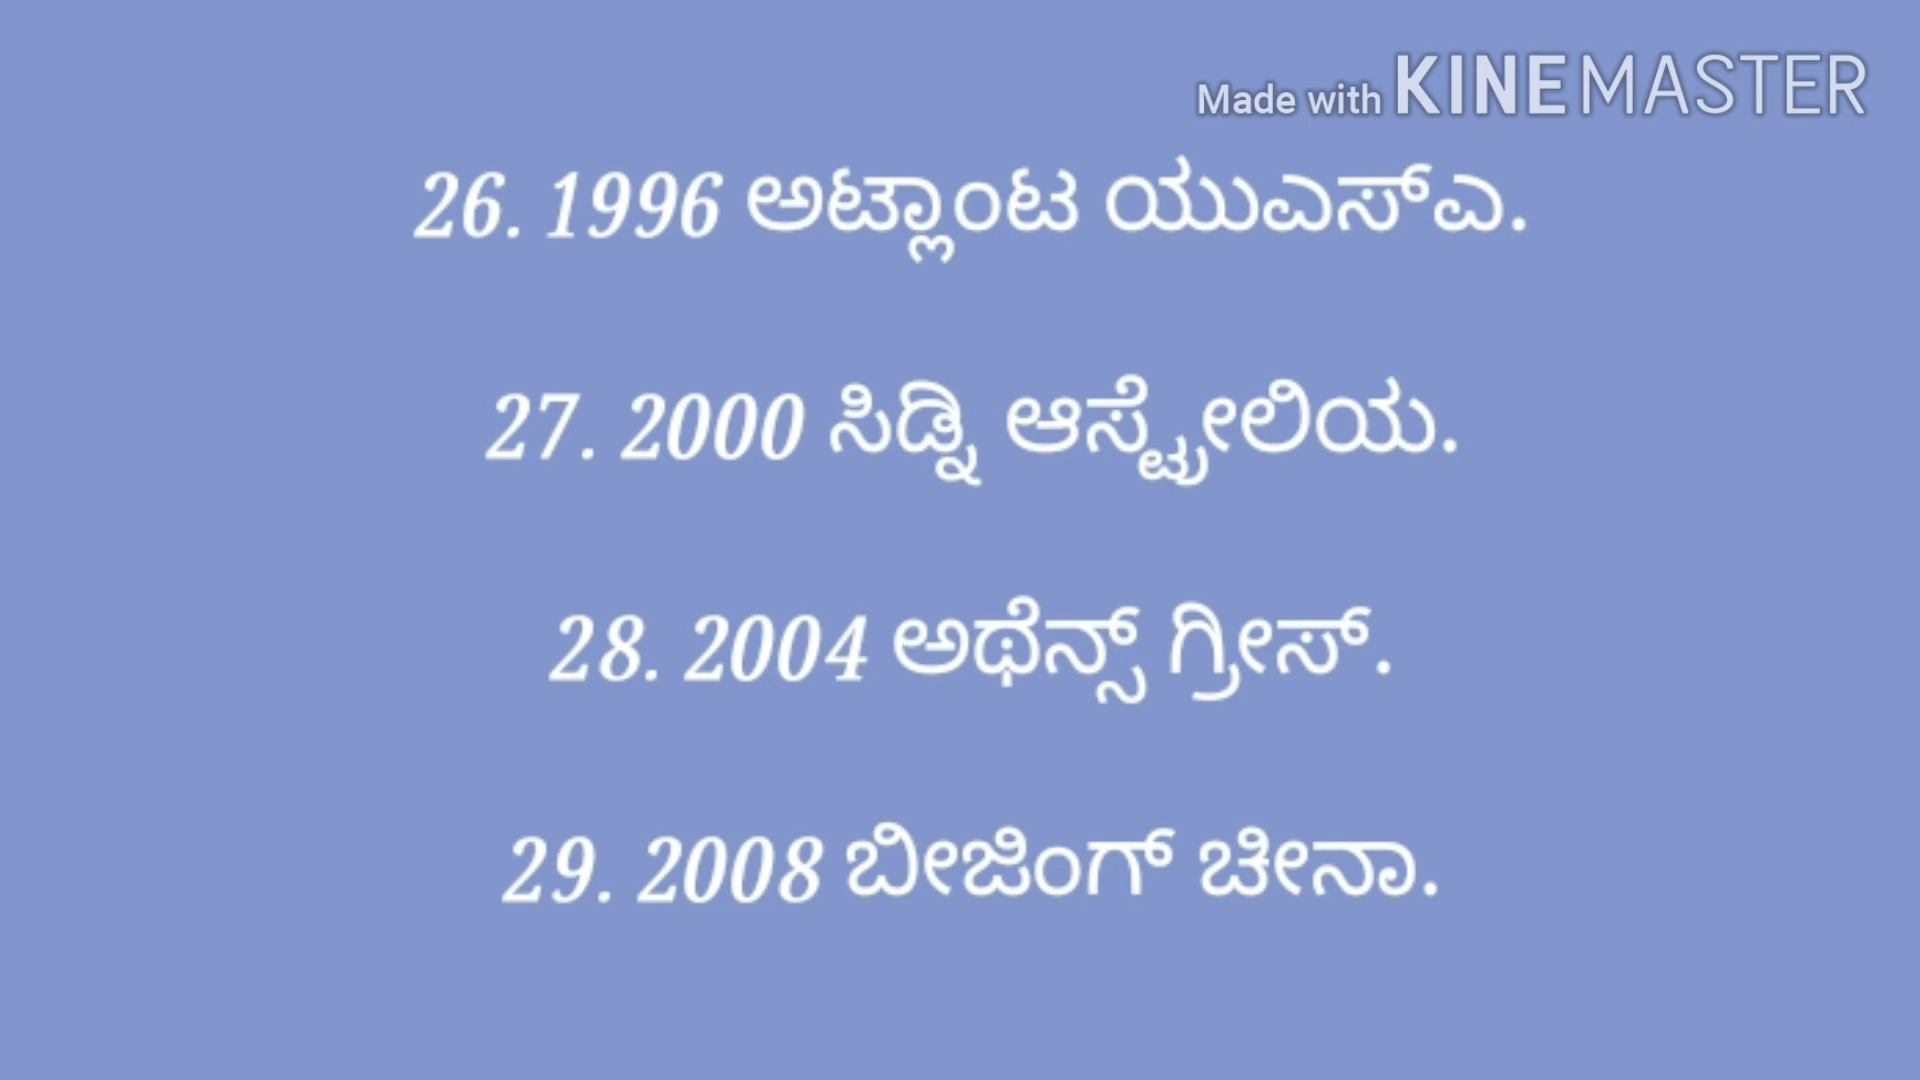 Made with KINEMASTER
26. 1996 ಅಟ್ಲಾಂಟ ಯುಎಸ್ಎ.
27. 2000 ಸಿಡ್ನಿ ಆಸ್ಟ್ರೇಲಿಯ.
28. 2004 ಅಥೆನ್ಸ್ ಗ್ರೀಸ್.
29. 2008 ಬೀಜಿಂಗ್ ಚೀನಾ.